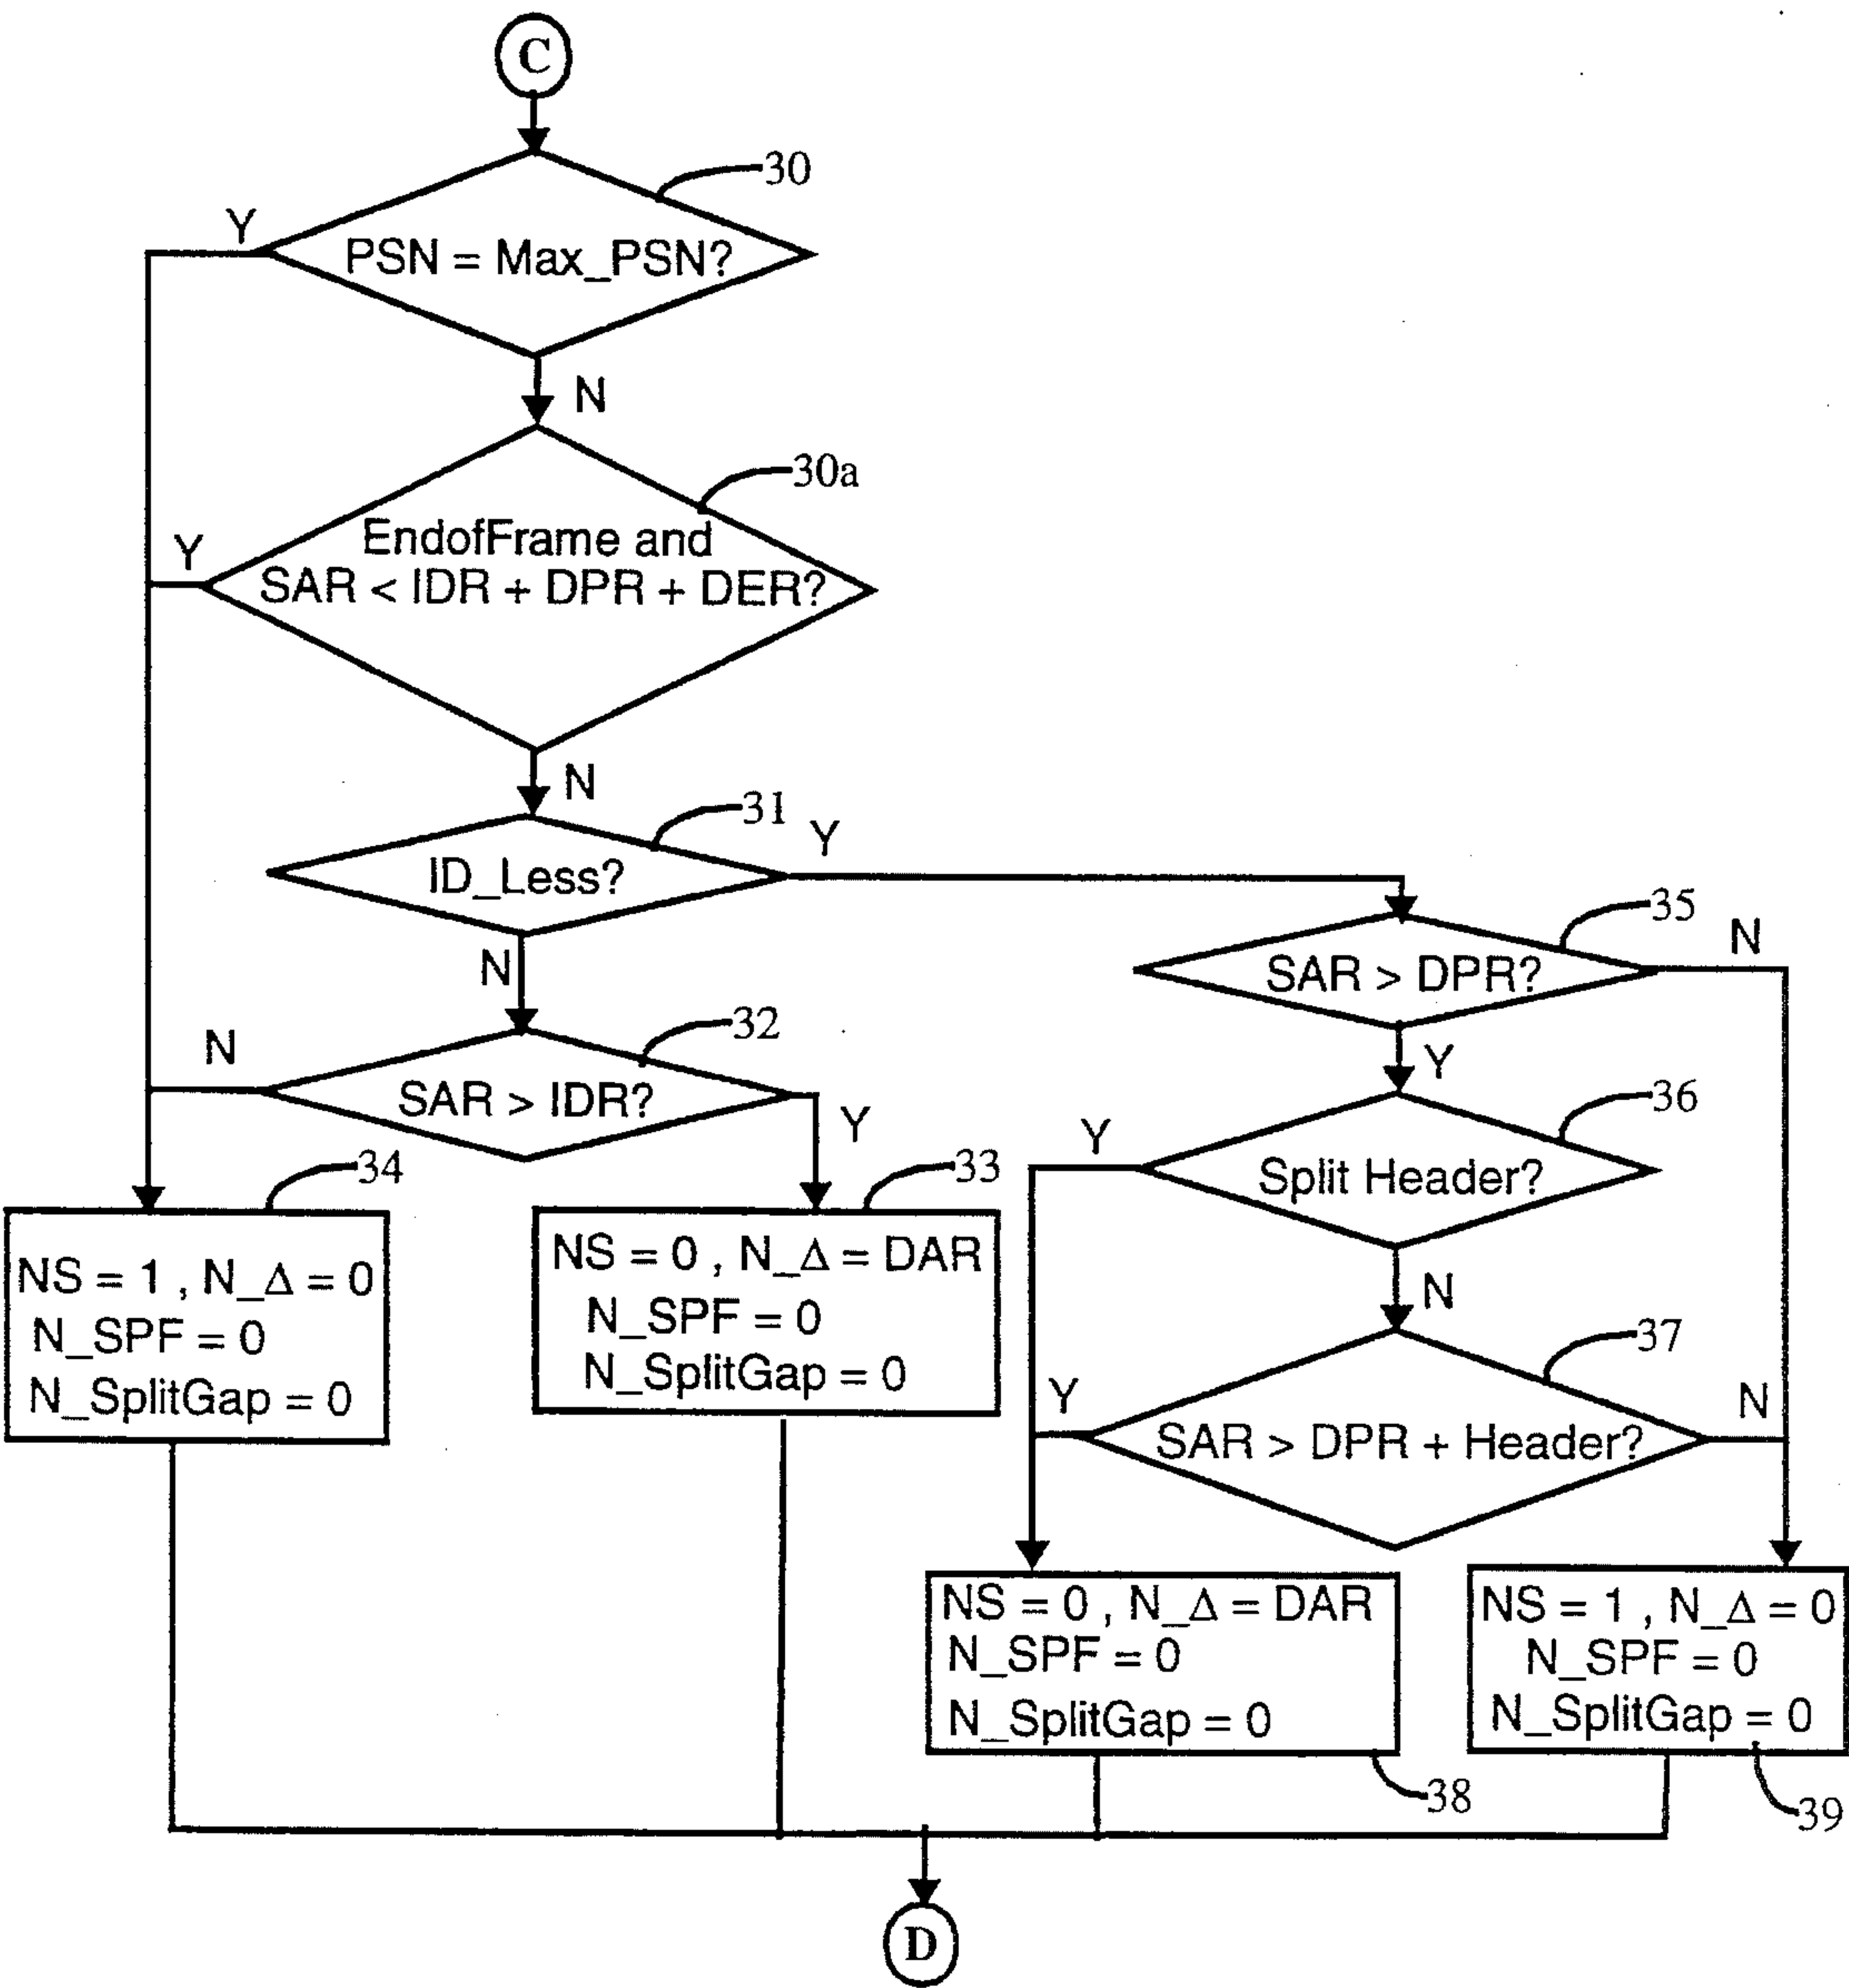 C
30
Y
PSN = Max_PSN?
N
30a
EndofFrame and
Y
SAR < IDR + DPR + DER?
N
31
Y
ID_Less?
35
N
N
SAR > DPR?
32
N
Y
SAR > IDR?
36
Y
Y
34
33
Split Header?
NS = 1 , N_Δ = 0
N_SPF = 0
N_SplitGap = 0
NS = 0 , N_Δ = DAR
N_SPF = 0
N_SplitGap = 0
N
37
Y
N
SAR > DPR + Header?
NS = 0 , N_Δ = DAR
N_SPF = 0
N_SplitGap = 0
NS = 1 , N_Δ = 0
N_SPF = 0
N_SplitGap = 0
38
39
D